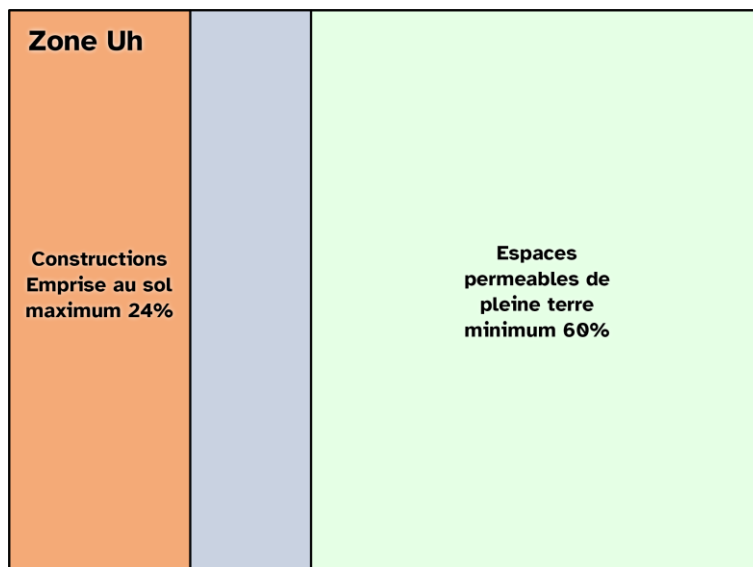 Zone Uh
Constructions
Emprise au sol
maximum 24%
Espaces
permeables de
pleine terre
minimum 60%